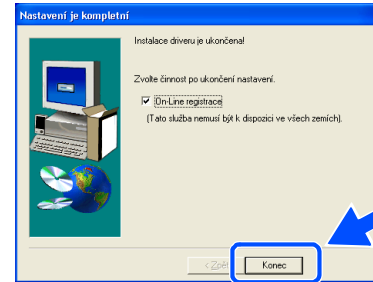 Nastavení je kompletní
Instalace driveru je ukončena!
Zvolte činnost po ukončení nastavení.
On-Line registrace
(Tato služba nemusí být k dispozici ve všech zemích).
< Zpět
Konec